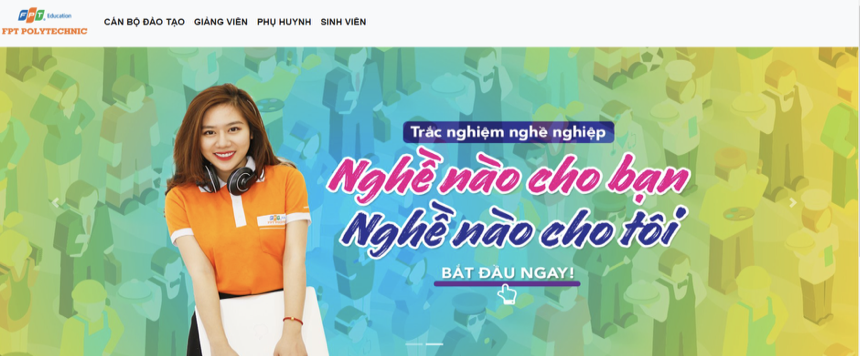 FPT Education
FPT POLYTECHNIC
CÁN BỘ ĐÀO TẠO GIẢNG VIÊN PHỤ HUYNH SINH VIÊN
Trắc nghiệm nghề nghiệp
Nghề nào cho bạn
Nghề nào cho tôi
BẮT ĐẦU NGAY!